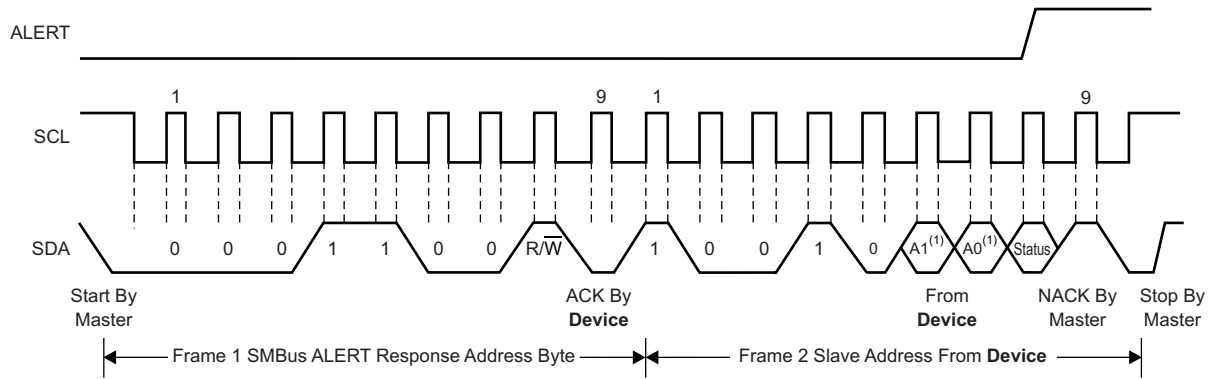 ALERT
1 9 1 9
SCL
SDA 0 0 0 1 1 0 0 R/W̅ 1 0 0 1 0 A1(1) A0(1) Status
Start By
Master
ACK By
Device
From
Device
NACK By
Master
Stop By
Master
Frame 1 SMBus ALERT Response Address Byte
Frame 2 Slave Address From Device